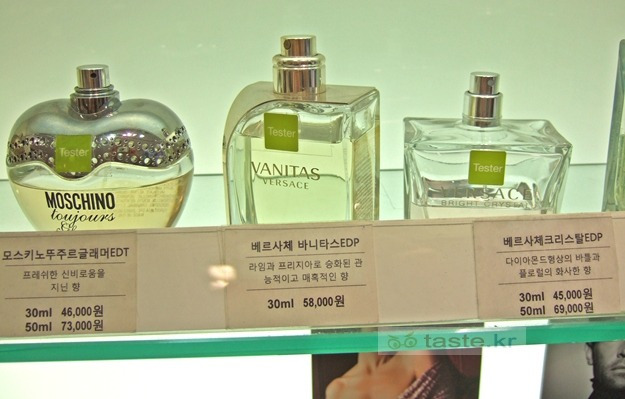 Tester
MOSCHINO
toujours
Tester
VANITAS
VERSACE
Tester
BRIGHT CRYSTAL
모스키노뚜주르글래머EDT
프레쉬한 신비로움을
지닌 향
30ml 46,000원
50ml 73,000원
베르사체 바니타스EDP
라임과 프리지아로 승화된 관
능적이고 매혹적인 향
30ml 58,000원
베르사체크리스탈EDP
다이아몬드형상의 바틀과
플로럴의 화사한 향
30ml 45,000원
50ml 69,000원
taste.kr